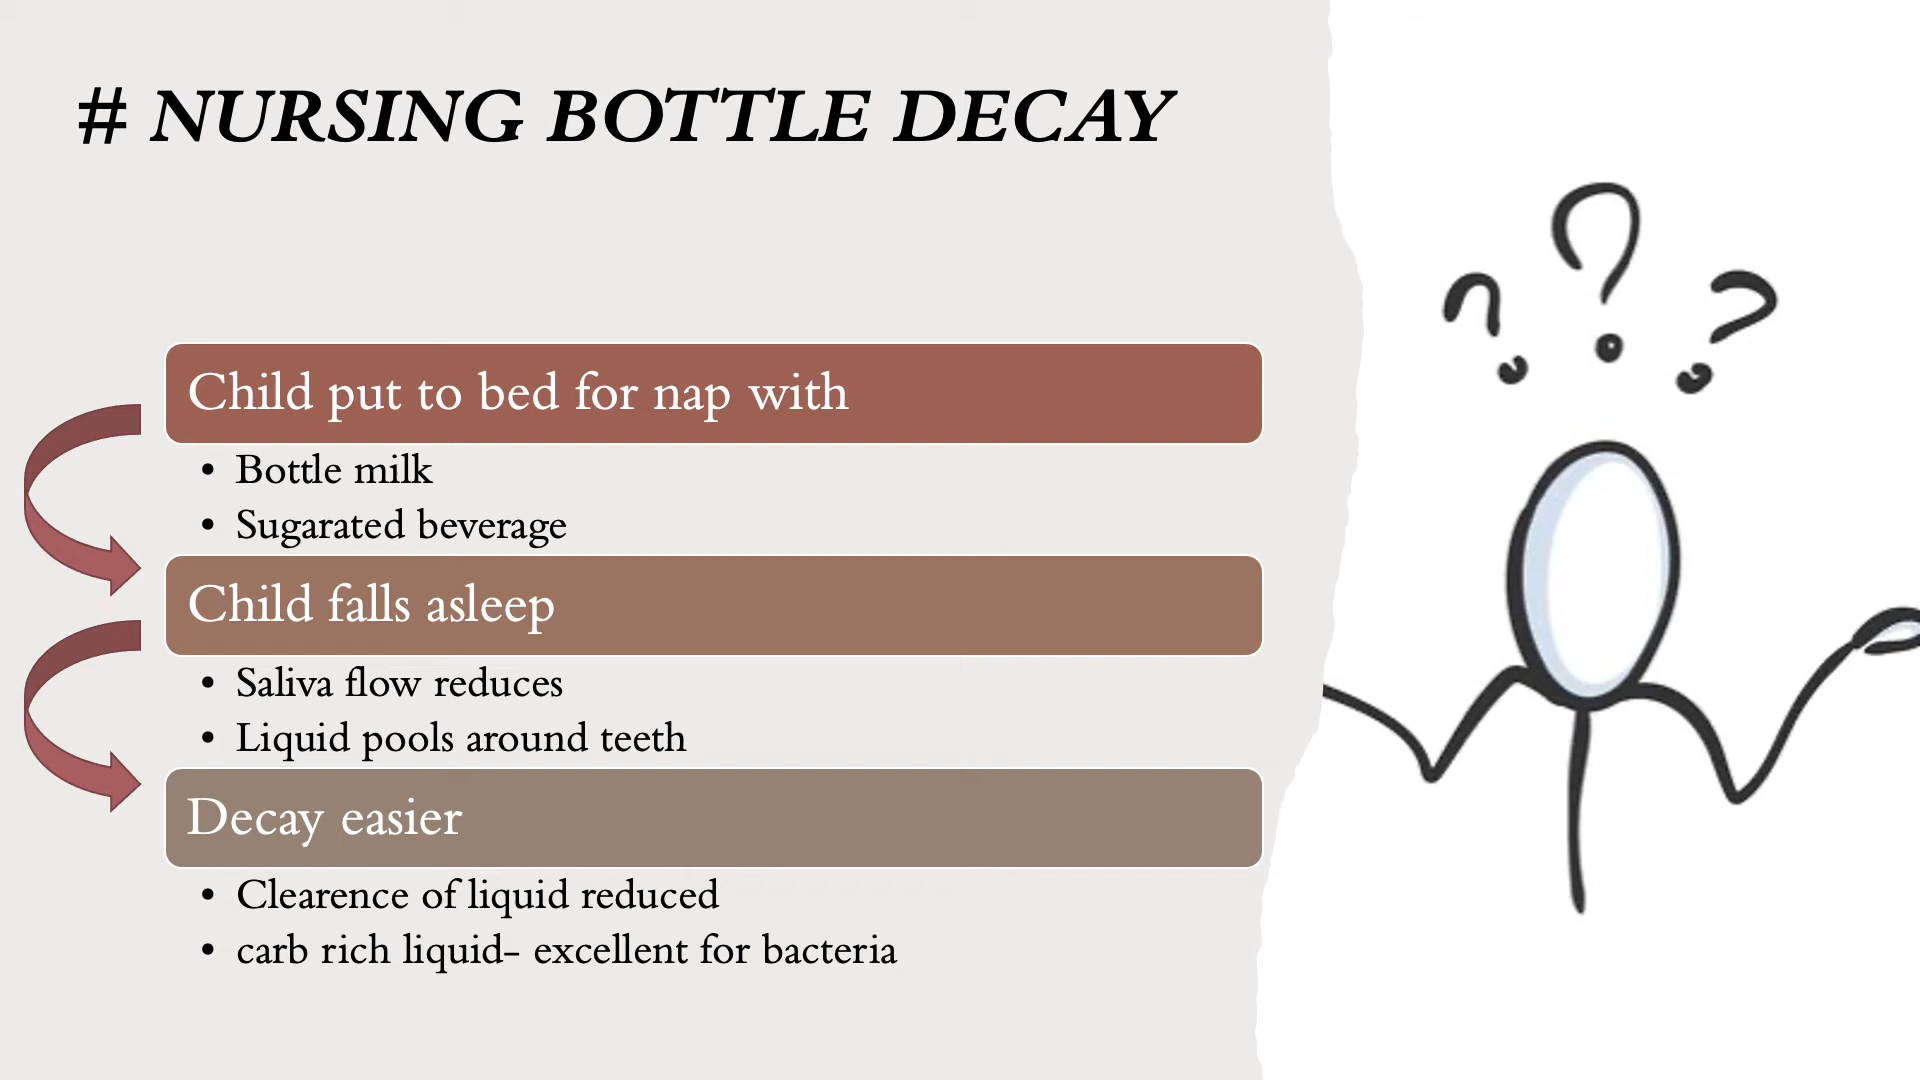 # NURSING BOTTLE DECAY
Child put to bed for nap with
• Bottle milk
• Sugarated beverage
Child falls asleep
• Saliva flow reduces
• Liquid pools around teeth
Decay easier
• Clearence of liquid reduced
• carb rich liquid- excellent for bacteria
? ? ?